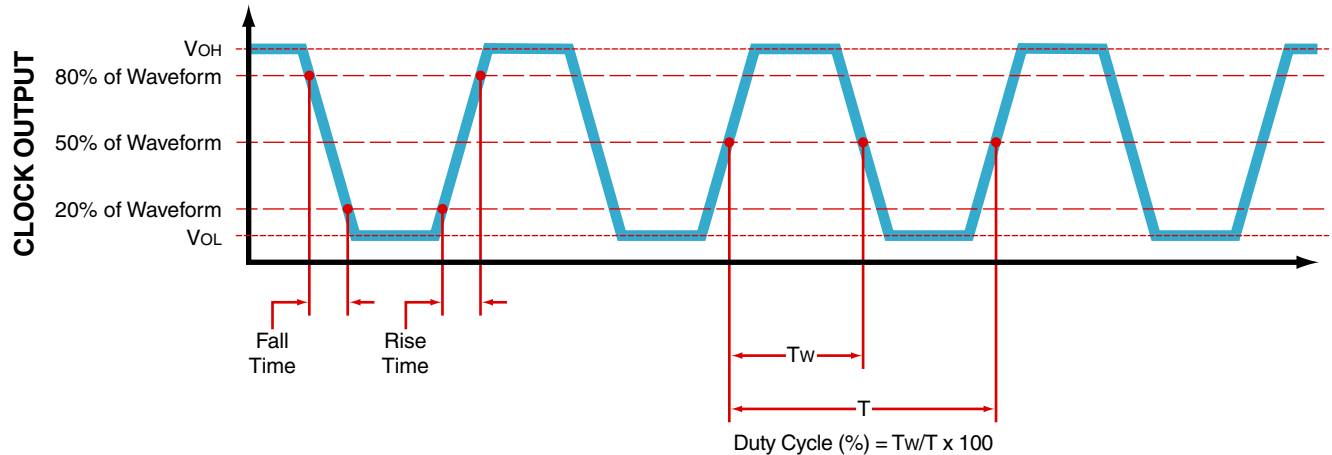 CLOCK OUTPUT
VOH
80% of Waveform
50% of Waveform
20% of Waveform
VOL
Fall
Time
Rise
Time
TW
T
Duty Cycle (%) = TW/T x 100